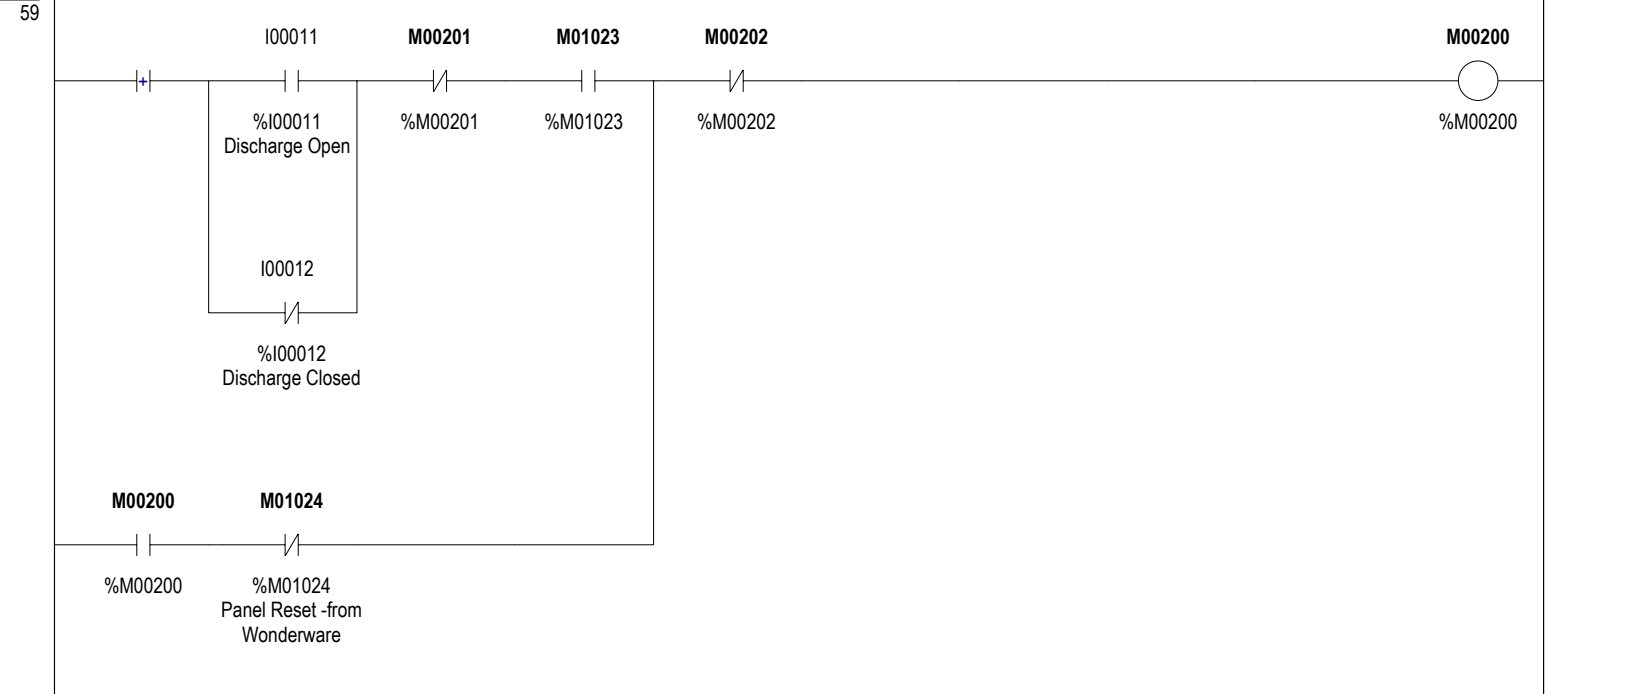 59
I00011
M00201
M01023
M00202
M00200
+
%I00011
%M00201
%M01023
%M00202
%M00200
Discharge Open
I00012
%I00012
Discharge Closed
M00200
M01024
%M00200
%M01024
Panel Reset -from
Wonderware